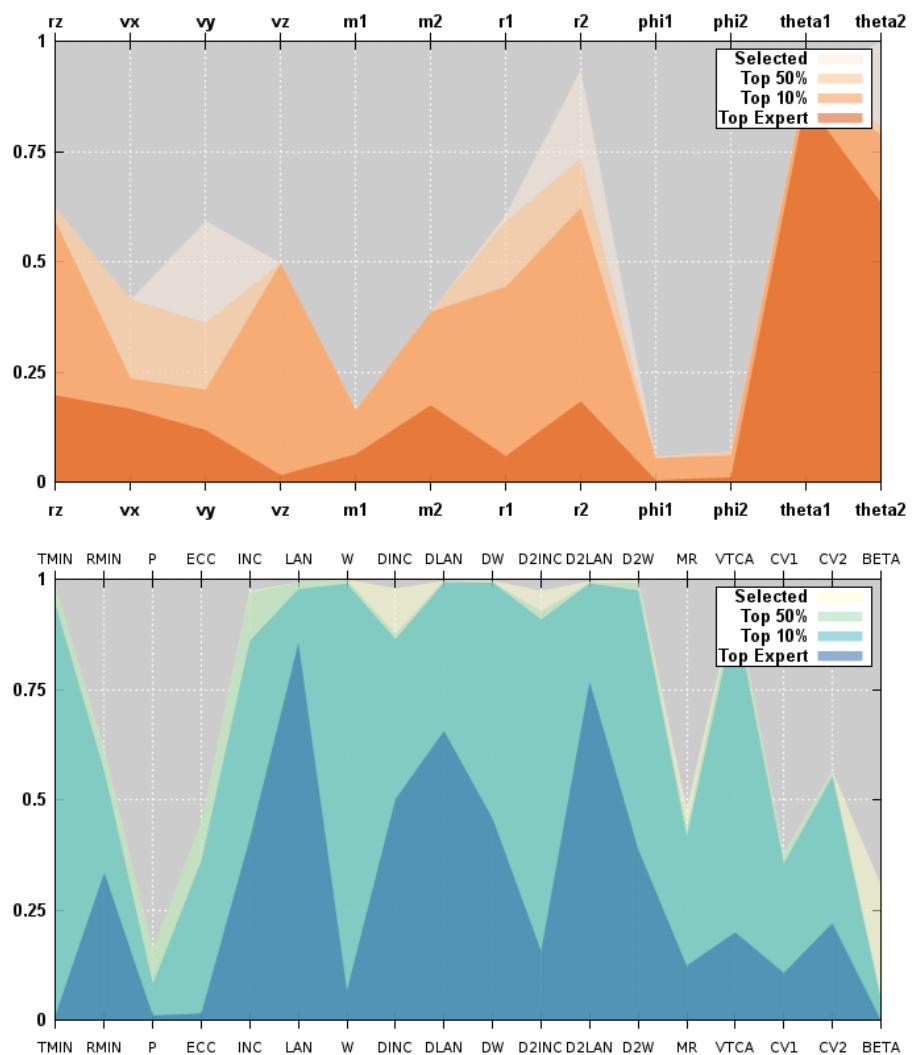 rz vx vy vz m1 m2 r1 r2 phi1 phi2 theta1 theta2
1
Selected
Top 50%
Top 10%
Top Expert
0.75
0.5
0.25
0
rz vx vy vz m1 m2 r1 r2 phi1 phi2 theta1 theta2
TMIN RMIN P ECC INC LAN W DINC DLAN DW D2INC D2LAN D2W MR VTCA CV1 CV2 BETA
1
Selected
Top 50%
Top 10%
Top Expert
0.75
0.5
0.25
0
TMIN RMIN P ECC INC LAN W DINC DLAN DW D2INC D2LAN D2W MR VTCA CV1 CV2 BETA